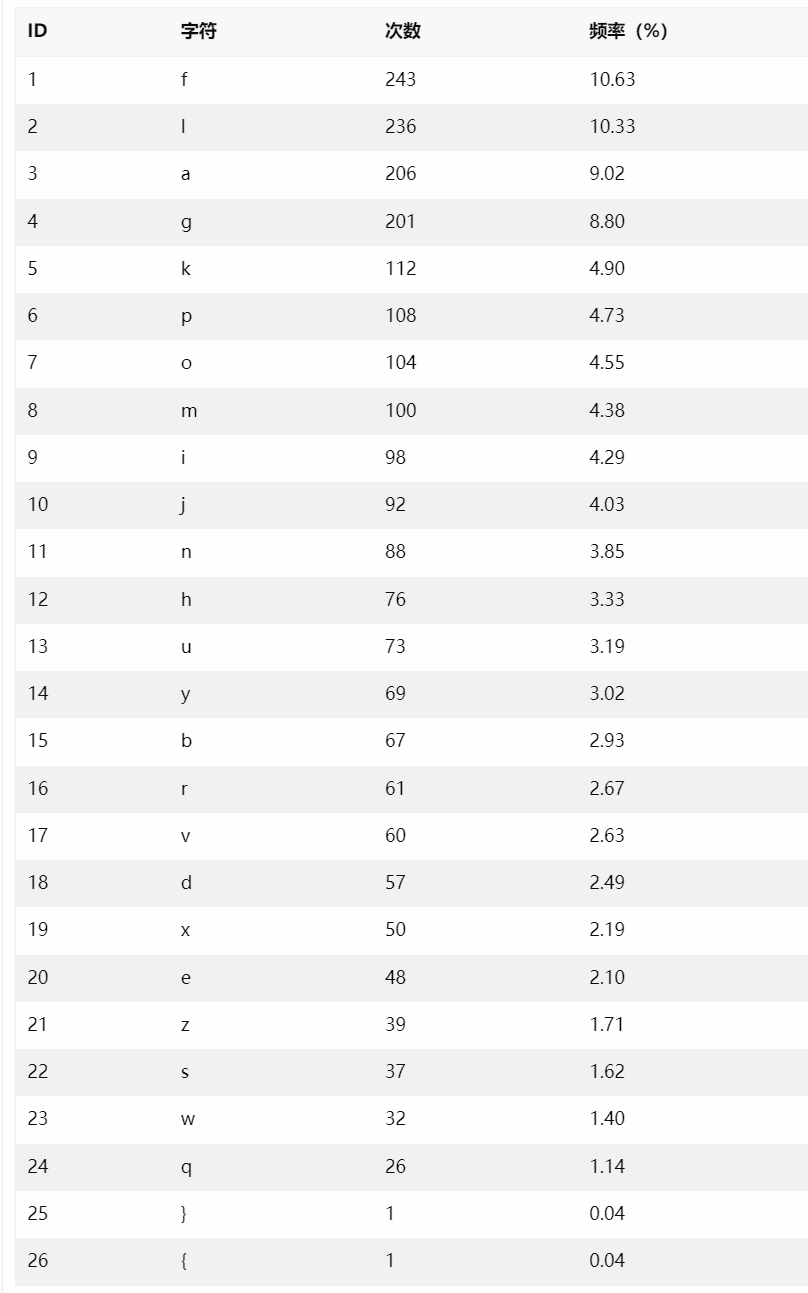 ID 字符 次数 频率（%）
1 f 243 10.63
2 l 236 10.33
3 a 206 9.02
4 g 201 8.80
5 k 112 4.90
6 p 108 4.73
7 o 104 4.55
8 m 100 4.38
9 i 98 4.29
10 j 92 4.03
11 n 88 3.85
12 h 76 3.33
13 u 73 3.19
14 y 69 3.02
15 b 67 2.93
16 r 61 2.67
17 v 60 2.63
18 d 57 2.49
19 x 50 2.19
20 e 48 2.10
21 z 39 1.71
22 s 37 1.62
23 w 32 1.40
24 q 26 1.14
25 } 1 0.04
26 { 1 0.04